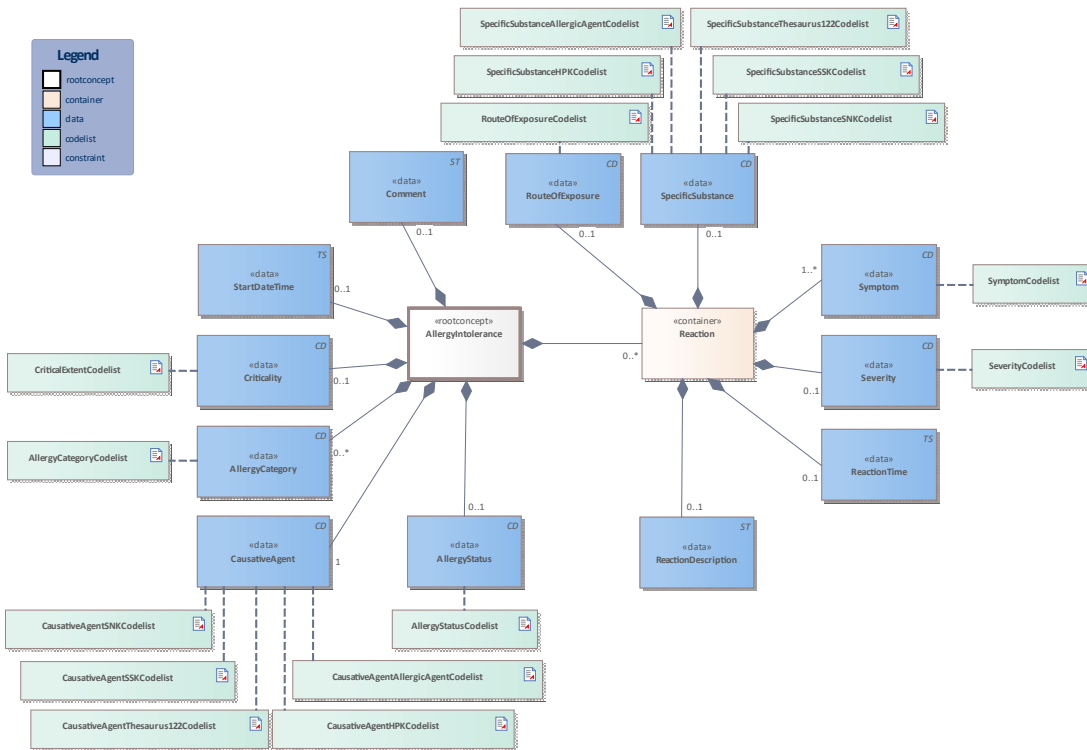 SpecificSubstanceAllergicAgentCodelist
SpecificSubstanceThesaurus122Codelist
Legend
rootconcept
container
data
codelist
constraint
SpecificSubstanceHPKCodelist
SpecificSubstanceSSKCodelist
RouteOfExposureCodelist
SpecificSubstanceSNKCodelist
ST
«data»
Comment
0..1
CD
«data»
RouteOfExposure
0..1
CD
«data»
SpecificSubstance
0..1
TS
«data»
StartDateTime
0..1
CD
«data»
Symptom
1..*
SymptomCodelist
«rootconcept»
AllergyIntolerance
«container»
Reaction
0..*
CriticalExtentCodelist
CD
«data»
Criticality
0..1
CD
«data»
Severity
0..1
SeverityCodelist
AllergyCategoryCodelist
CD
«data»
AllergyCategory
0..*
TS
«data»
ReactionTime
0..1
CD
«data»
CausativeAgent
1
0..1
CD
«data»
AllergyStatus
0..1
ST
«data»
ReactionDescription
CausativeAgentSNKCodelist
AllergyStatusCodelist
CausativeAgentSSKCodelist
CausativeAgentAllergicAgentCodelist
CausativeAgentThesaurus122Codelist
CausativeAgentHPKCodelist